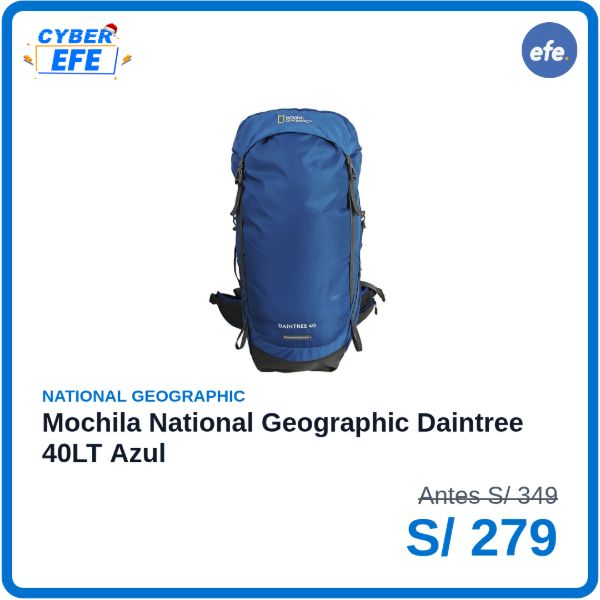 CYBER
EFE
efe.
NATIONAL GEOGRAPHIC
DAINTREE 40
NATIONAL GEOGRAPHIC
Mochila National Geographic Daintree
40LT Azul
Antes S/ 349
S/ 279